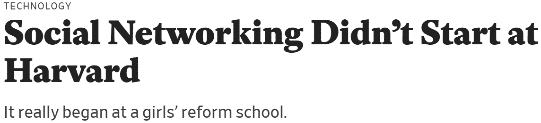 TECHNOLOGY
Social Networking Didn’t Start at
Harvard
It really began at a girls’ reform school.